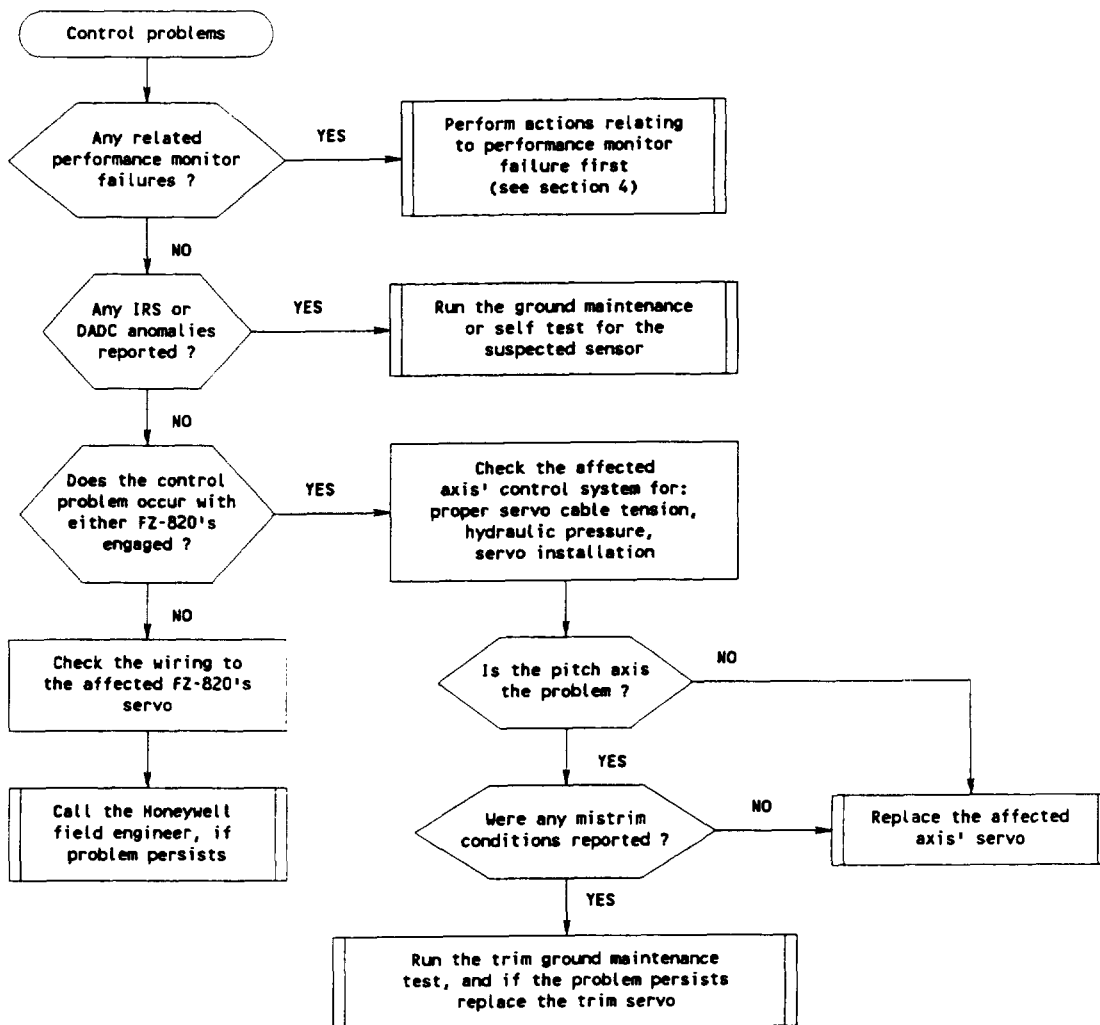 Control problems
Any related
performance monitor
failures ?
YES
Perform actions relating
to performance monitor
failure first
(see section 4)
NO
Any IRS or
DADC anomalies
reported ?
YES
Run the ground maintenance
or self test for the
suspected sensor
NO
Does the control
problem occur with
either FZ-820's
engaged ?
YES
Check the affected
axis' control system for:
proper servo cable tension,
hydraulic pressure,
servo installation
NO
Check the wiring to
the affected FZ-820's
servo
Is the pitch axis
the problem ?
NO
YES
Call the Honeywell
field engineer, if
problem persists
Were any mistrim
conditions reported ?
NO
Replace the affected
axis' servo
YES
Run the trim ground maintenance
test, and if the problem persists
replace the trim servo